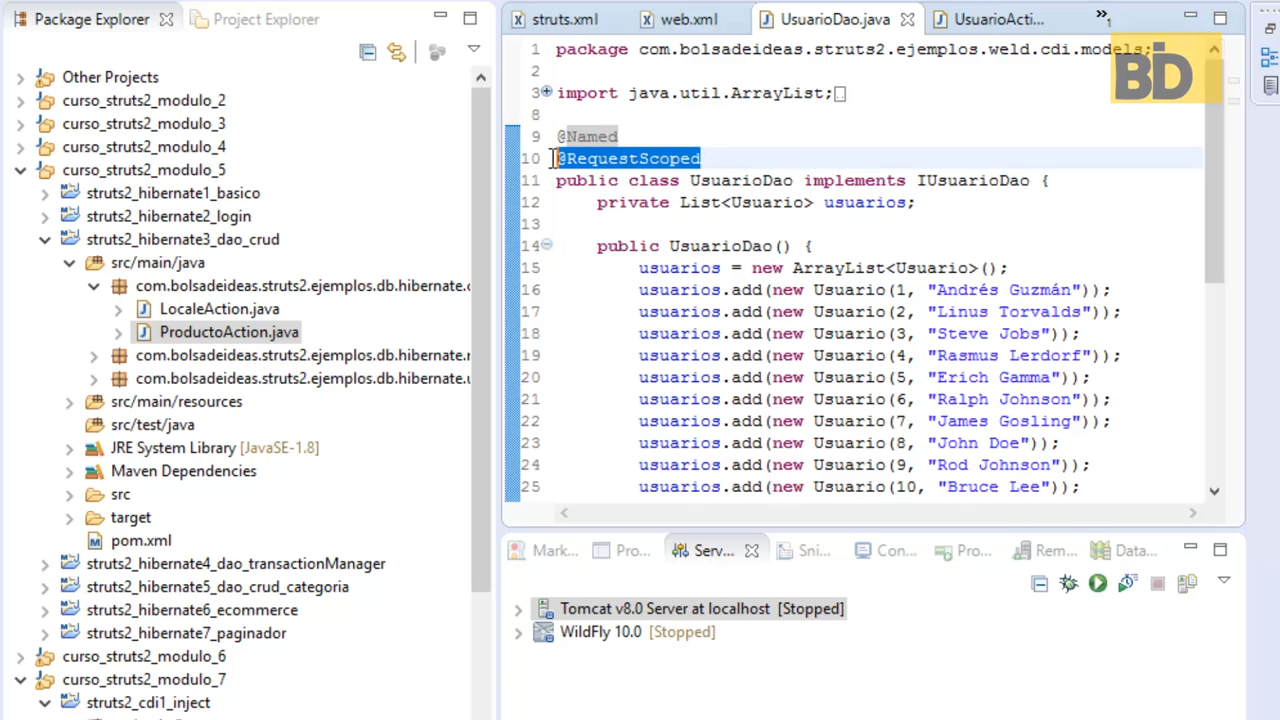 Package Explorer
Project Explorer
Other Projects
curso_struts2_modulo_2
curso_struts2_modulo_3
curso_struts2_modulo_4
curso_struts2_modulo_5
struts2_hibernate1_basico
struts2_hibernate2_login
struts2_hibernate3_dao_crud
src/main/java
com.bolsadeideas.struts2.ejemplos.db.hibernate.
LocaleAction.java
ProductoAction.java
com.bolsadeideas.struts2.ejemplos.db.hibernate.
com.bolsadeideas.struts2.ejemplos.db.hibernate.
src/main/resources
src/test/java
JRE System Library [JavaSE-1.8]
Maven Dependencies
src
target
pom.xml
struts2_hibernate4_dao_transactionManager
struts2_hibernate5_dao_crud_categoria
struts2_hibernate6_ecommerce
struts2_hibernate7_paginador
curso_struts2_modulo_6
curso_struts2_modulo_7
struts2_cdi1_inject
struts.xml
web.xml
UsuarioDao.java
UsuarioActi...
»1
BD
1 package com.bolsadeideas.struts2.ejemplos.weld.cdi.models;
2
3 import java.util.ArrayList;
8
9 @Named
10 @RequestScoped
11 public class UsuarioDao implements IUsuarioDao {
12 private List<Usuario> usuarios;
13
14 public UsuarioDao() {
15 usuarios = new ArrayList<Usuario>();
16 usuarios.add(new Usuario(1, "Andrés Guzmán"));
17 usuarios.add(new Usuario(2, "Linus Torvalds"));
18 usuarios.add(new Usuario(3, "Steve Jobs"));
19 usuarios.add(new Usuario(4, "Rasmus Lerdorf"));
20 usuarios.add(new Usuario(5, "Erich Gamma"));
21 usuarios.add(new Usuario(6, "Ralph Johnson"));
22 usuarios.add(new Usuario(7, "James Gosling"));
23 usuarios.add(new Usuario(8, "John Doe"));
24 usuarios.add(new Usuario(9, "Rod Johnson"));
25 usuarios.add(new Usuario(10, "Bruce Lee"));
Mark...
Pro...
Serv...
Sni...
Con...
Pro...
Rem...
Data...
Tomcat v8.0 Server at localhost [Stopped]
WildFly 10.0 [Stopped]